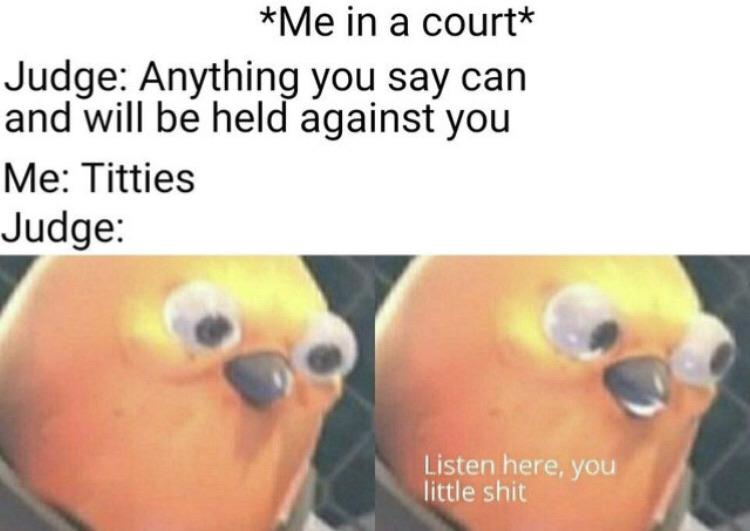 *Me in a court*
Judge: Anything you say can
and will be held against you
Me: Titties
Judge:
Listen here, you
little shit